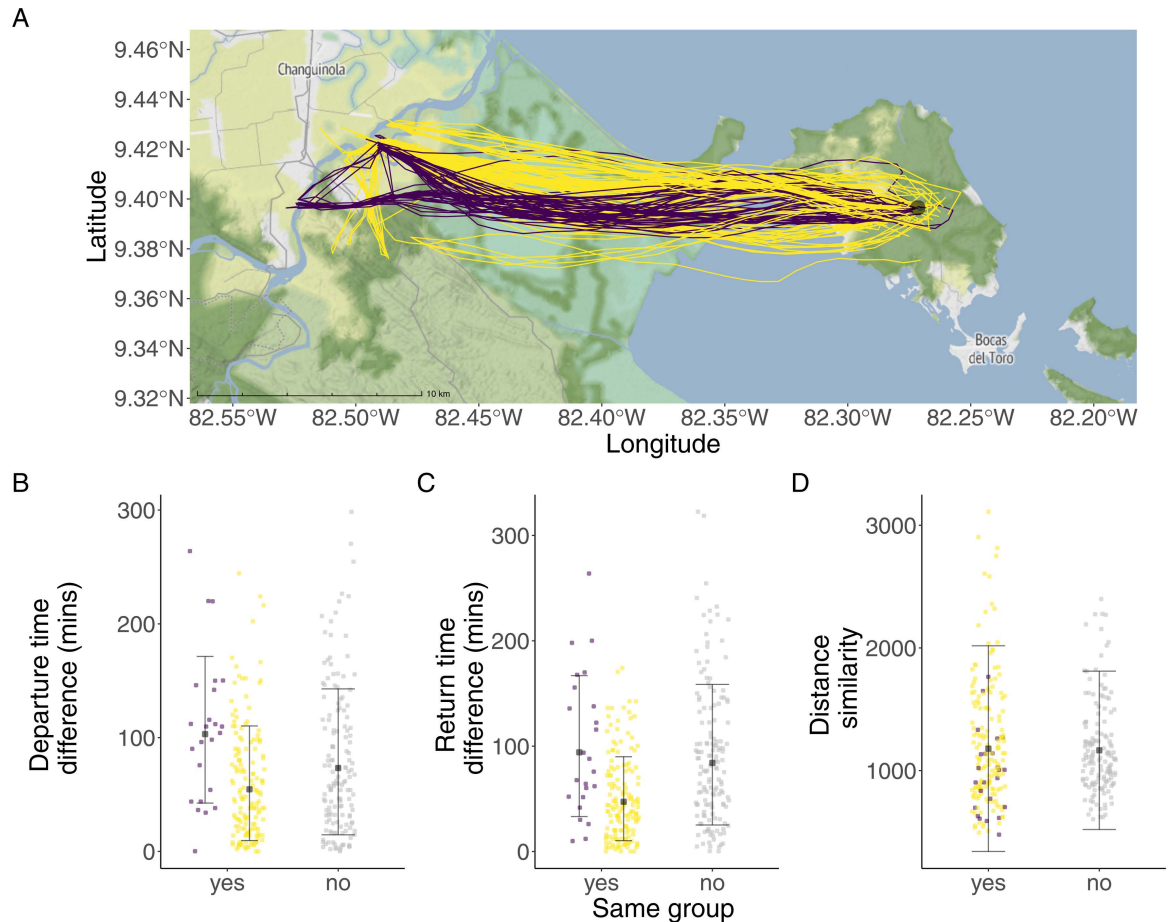 A
9.46°N
9.44°N
9.42°N
9.40°N
9.38°N
9.36°N
9.34°N
9.32°N
Latitude
Changuinola
Bocas
del Toro
10 km
82.55°W 82.50°W 82.45°W 82.40°W 82.35°W 82.30°W 82.25°W 82.20°W
Longitude
B
Departure time
difference (mins)
300
200
100
0
yes no
C
Return time
difference (mins)
300
200
100
0
yes no
Same group
D
Distance
similarity
3000
2000
1000
yes no